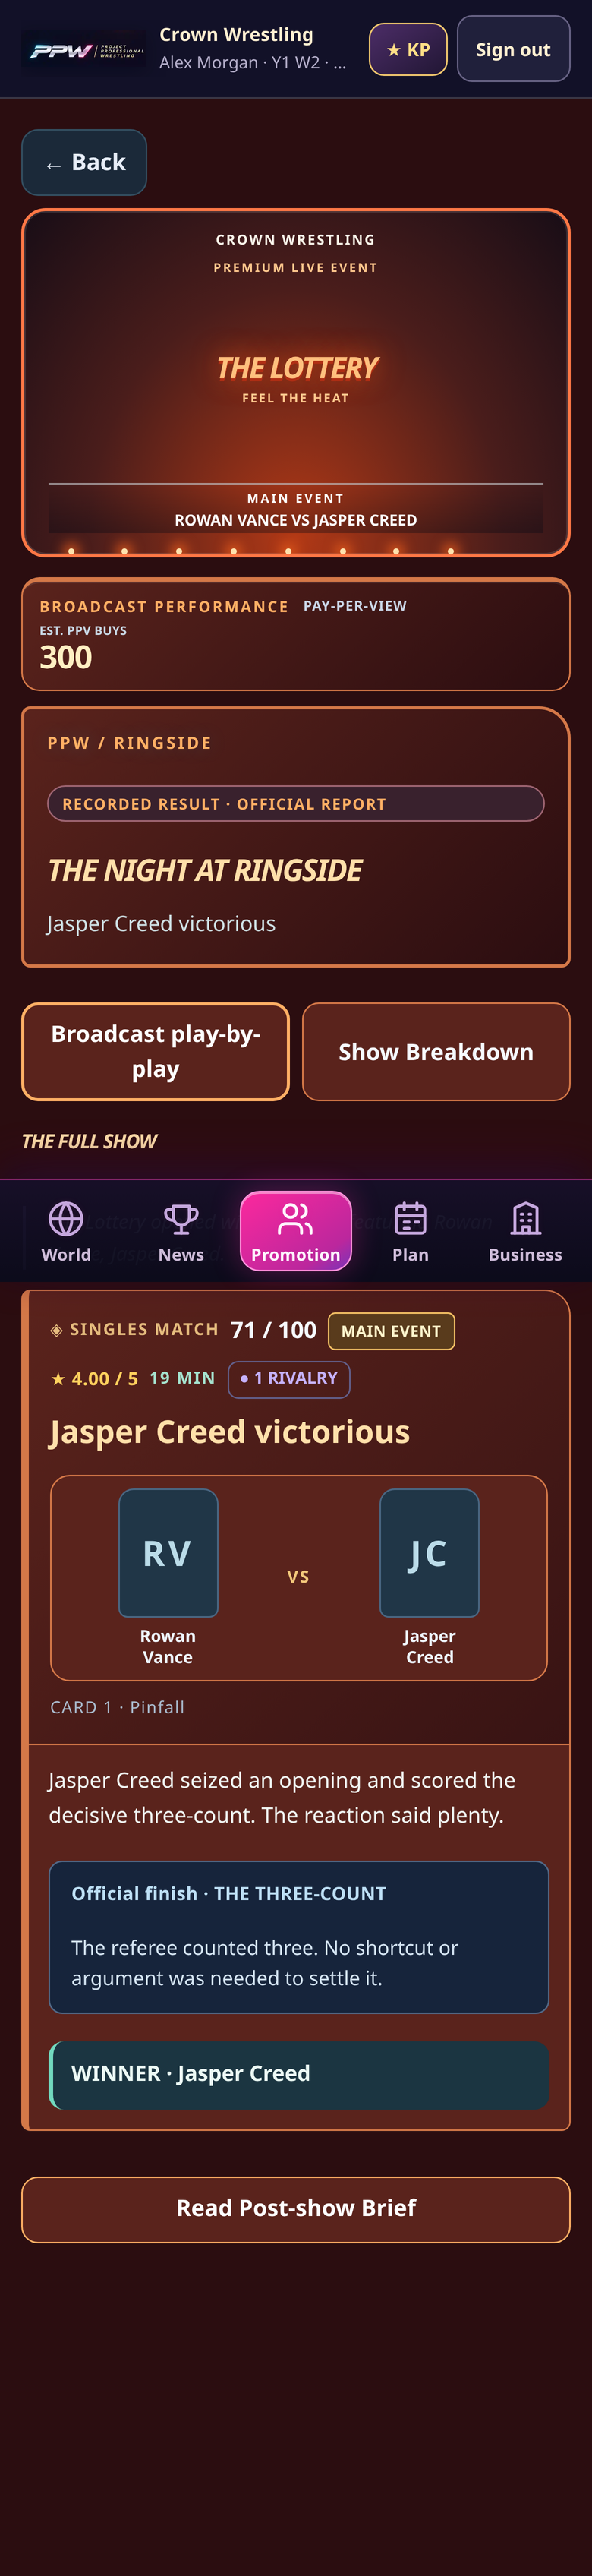 PPW PROJECT PROFESSIONAL WRESTLING
Crown Wrestling
Alex Morgan · Y1 W2 · ...
★ KP
Sign out
← Back
CROWN WRESTLING
PREMIUM LIVE EVENT
THE LOTTERY
FEEL THE HEAT
MAIN EVENT
ROWAN VANCE VS JASPER CREED
BROADCAST PERFORMANCE PAY-PER-VIEW
EST. PPV BUYS
300
PPW / RINGSIDE
RECORDED RESULT · OFFICIAL REPORT
THE NIGHT AT RINGSIDE
Jasper Creed victorious
Broadcast play-by-
play
Show Breakdown
THE FULL SHOW
Lottery opened Rowan
Jasper
World
News
Promotion
Plan
Business
◈ SINGLES MATCH 71 / 100 MAIN EVENT
★ 4.00 / 5 19 MIN ● 1 RIVALRY
Jasper Creed victorious
RV
VS
JC
Rowan
Vance
Jasper
Creed
CARD 1 · Pinfall
Jasper Creed seized an opening and scored the
decisive three-count. The reaction said plenty.
Official finish · THE THREE-COUNT
The referee counted three. No shortcut or
argument was needed to settle it.
WINNER · Jasper Creed
Read Post-show Brief